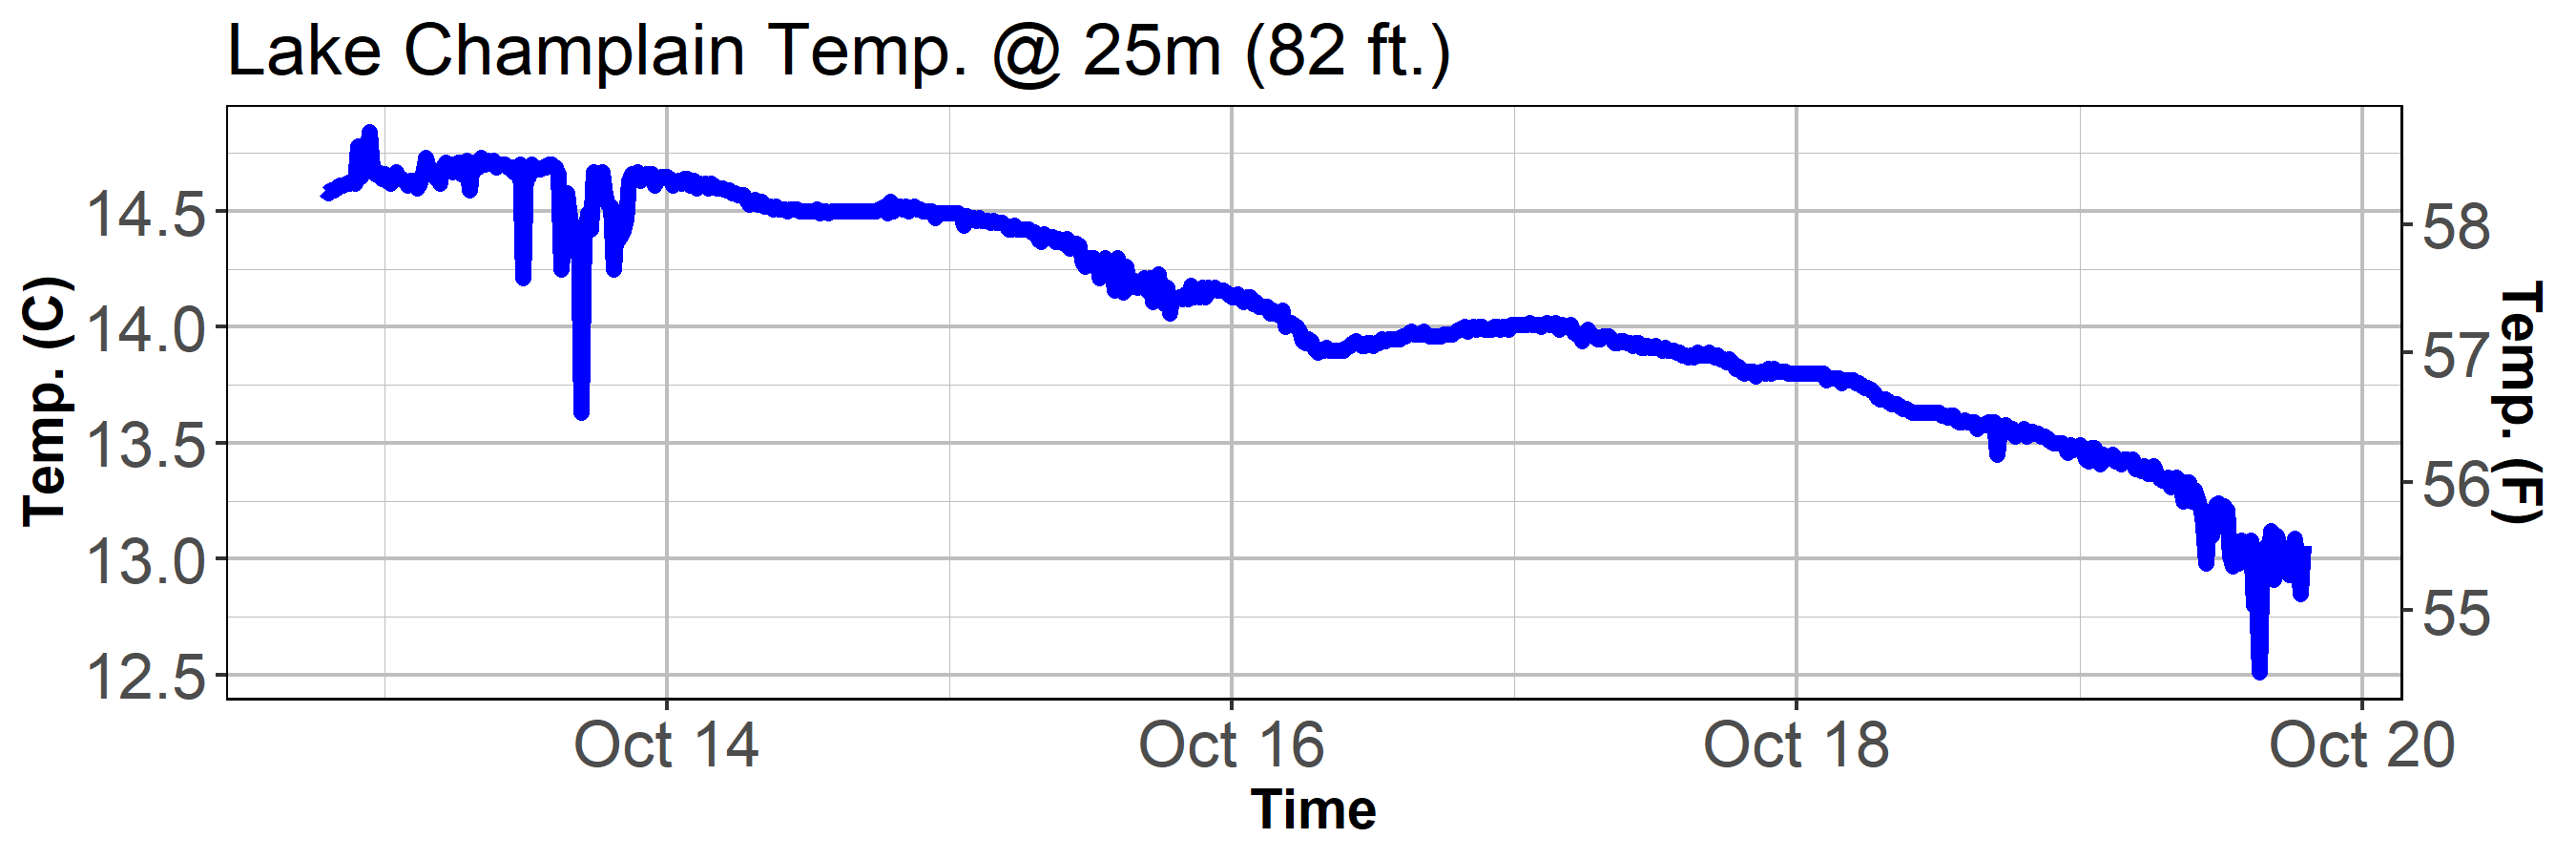 Lake Champlain Temp. @ 25m (82 ft.)
Temp. (C)
14.5
14.0
13.5
13.0
12.5
58
57
56
55
Temp. (F)
Oct 14 Oct 16 Oct 18 Oct 20
Time